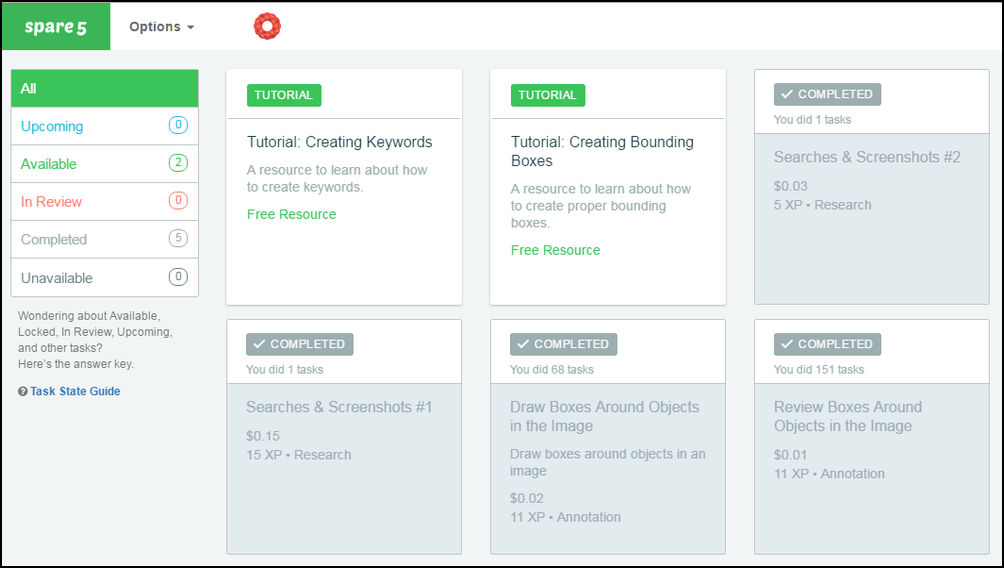 spare5
Options
All
Upcoming 0
Available 2
In Review 0
Completed 5
Unavailable 0
Wondering about Available,
Locked, In Review, Upcoming,
and other tasks?
Here's the answer key.
Task State Guide
TUTORIAL
Tutorial: Creating Keywords
A resource to learn about how
to create keywords.
Free Resource
TUTORIAL
Tutorial: Creating Bounding
Boxes
A resource to learn about how
to create proper bounding
boxes.
Free Resource
COMPLETED
You did 1 tasks
Searches & Screenshots #2
$0.03
5 XP • Research
COMPLETED
You did 1 tasks
Searches & Screenshots #1
$0.15
15 XP • Research
COMPLETED
You did 68 tasks
Draw Boxes Around Objects
in the Image
Draw boxes around objects in an
image
$0.02
11 XP • Annotation
COMPLETED
You did 151 tasks
Review Boxes Around
Objects in the Image
$0.01
11 XP • Annotation